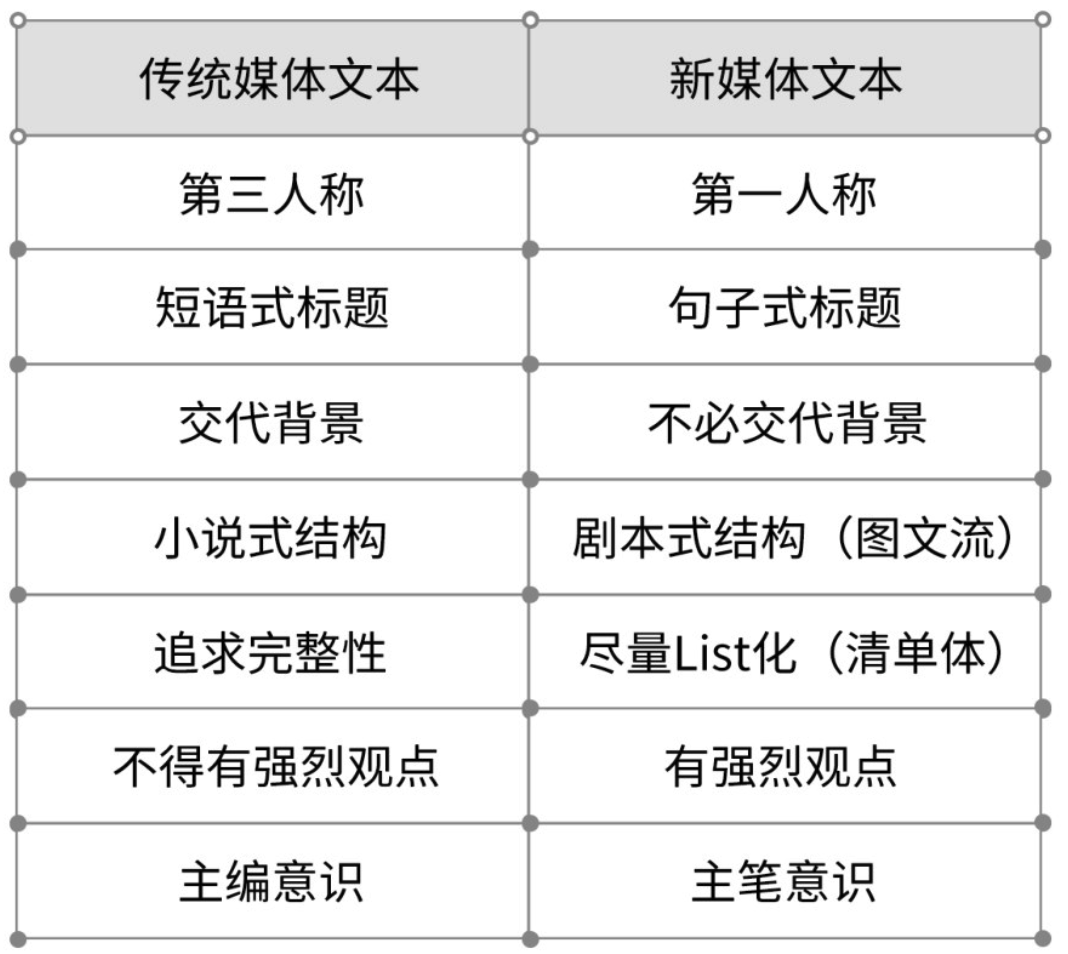 传统媒体文本 新媒体文本
第三人称 第一人称
短语式标题 句子式标题
交代背景 不必交代背景
小说式结构 剧本式结构（图文流）
追求完整性 尽量List化（清单体）
不得有强烈观点 有强烈观点
主编意识 主笔意识